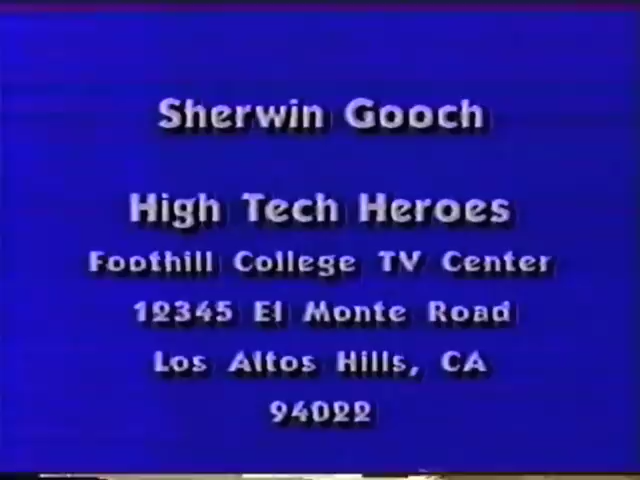 Sherwin Gooch
High Tech Heroes
Foothill College TV Center
12345 El Monte Road
Los Altos Hills, CA
94022